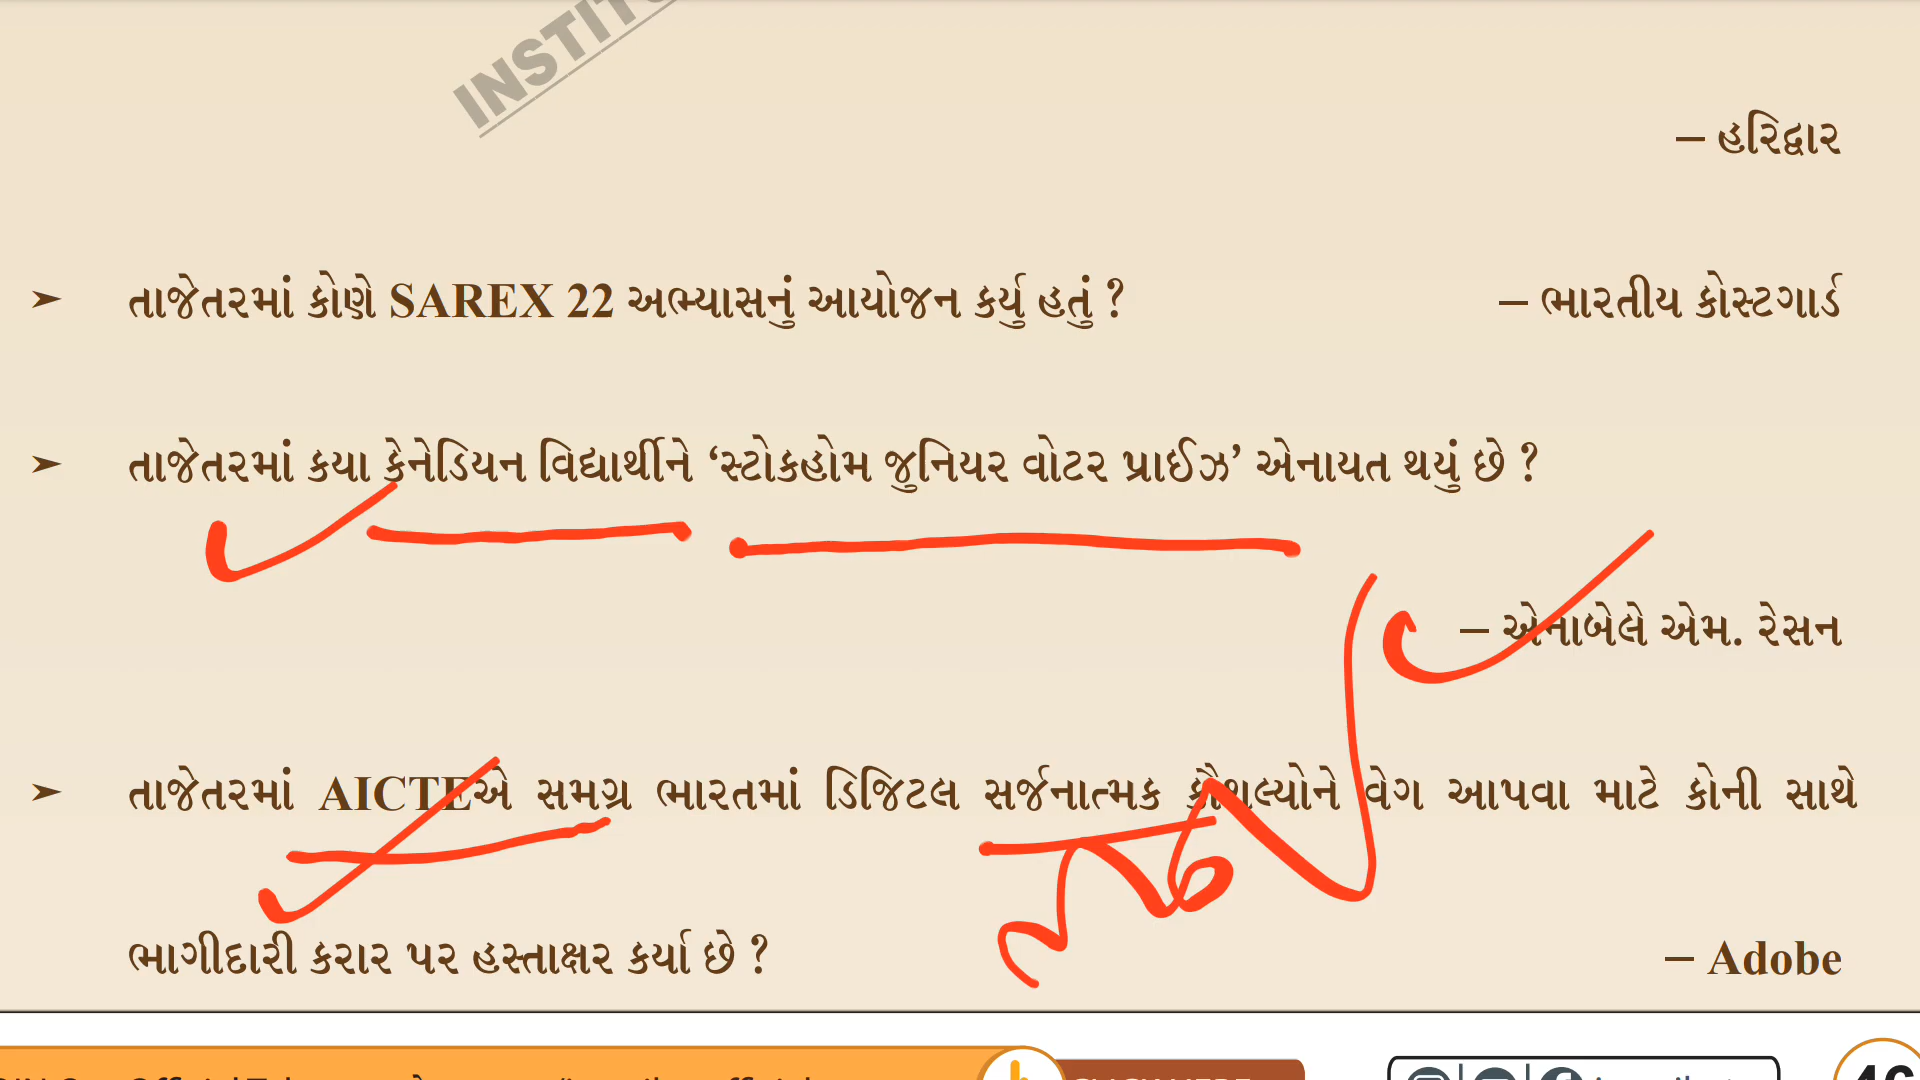 – હરિદ્વાર
➢ તાજેતરમાં કોણે SAREX 22 અભ્યાસનું આયોજન કર્યુ હતું ? – ભારતીય કોસ્ટગાર્ડ
➢ તાજેતરમાં કયા કેનેડિયન વિદ્યાર્થીને ‘સ્ટોકહોમ જુનિયર વોટર પ્રાઈઝ’ એનાયત થયું છે ?
– એનાબેલે એમ. રેસન
➢ તાજેતરમાં AICTEએ સમગ્ર ભારતમાં ડિજિટલ સર્જનાત્મક કૌશલ્યોને વેગ આપવા માટે કોની સાથે
ભાગીદારી કરાર પર હસ્તાક્ષર કર્યા છે ? – Adobe